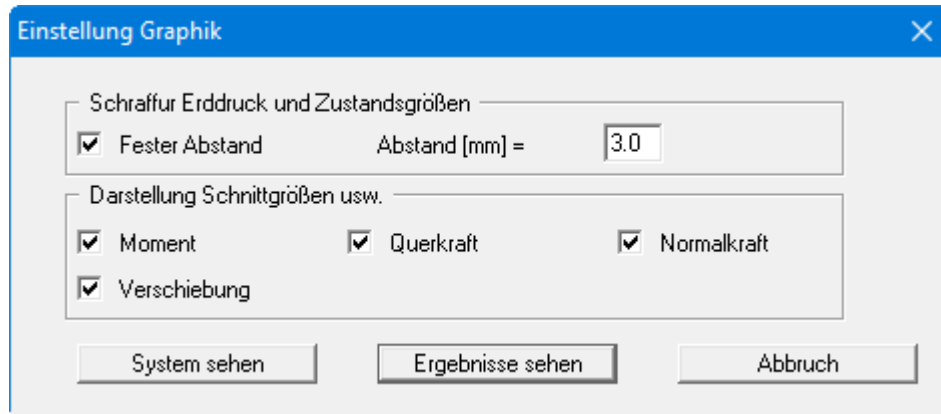 Einstellung Graphik
Schraffur Erddruck und Zustandsgrößen
Fester Abstand Abstand [mm] = 3.0
Darstellung Schnittgrößen usw.
Moment Querkraft Normalkraft
Verschiebung
System sehen Ergebnisse sehen Abbruch